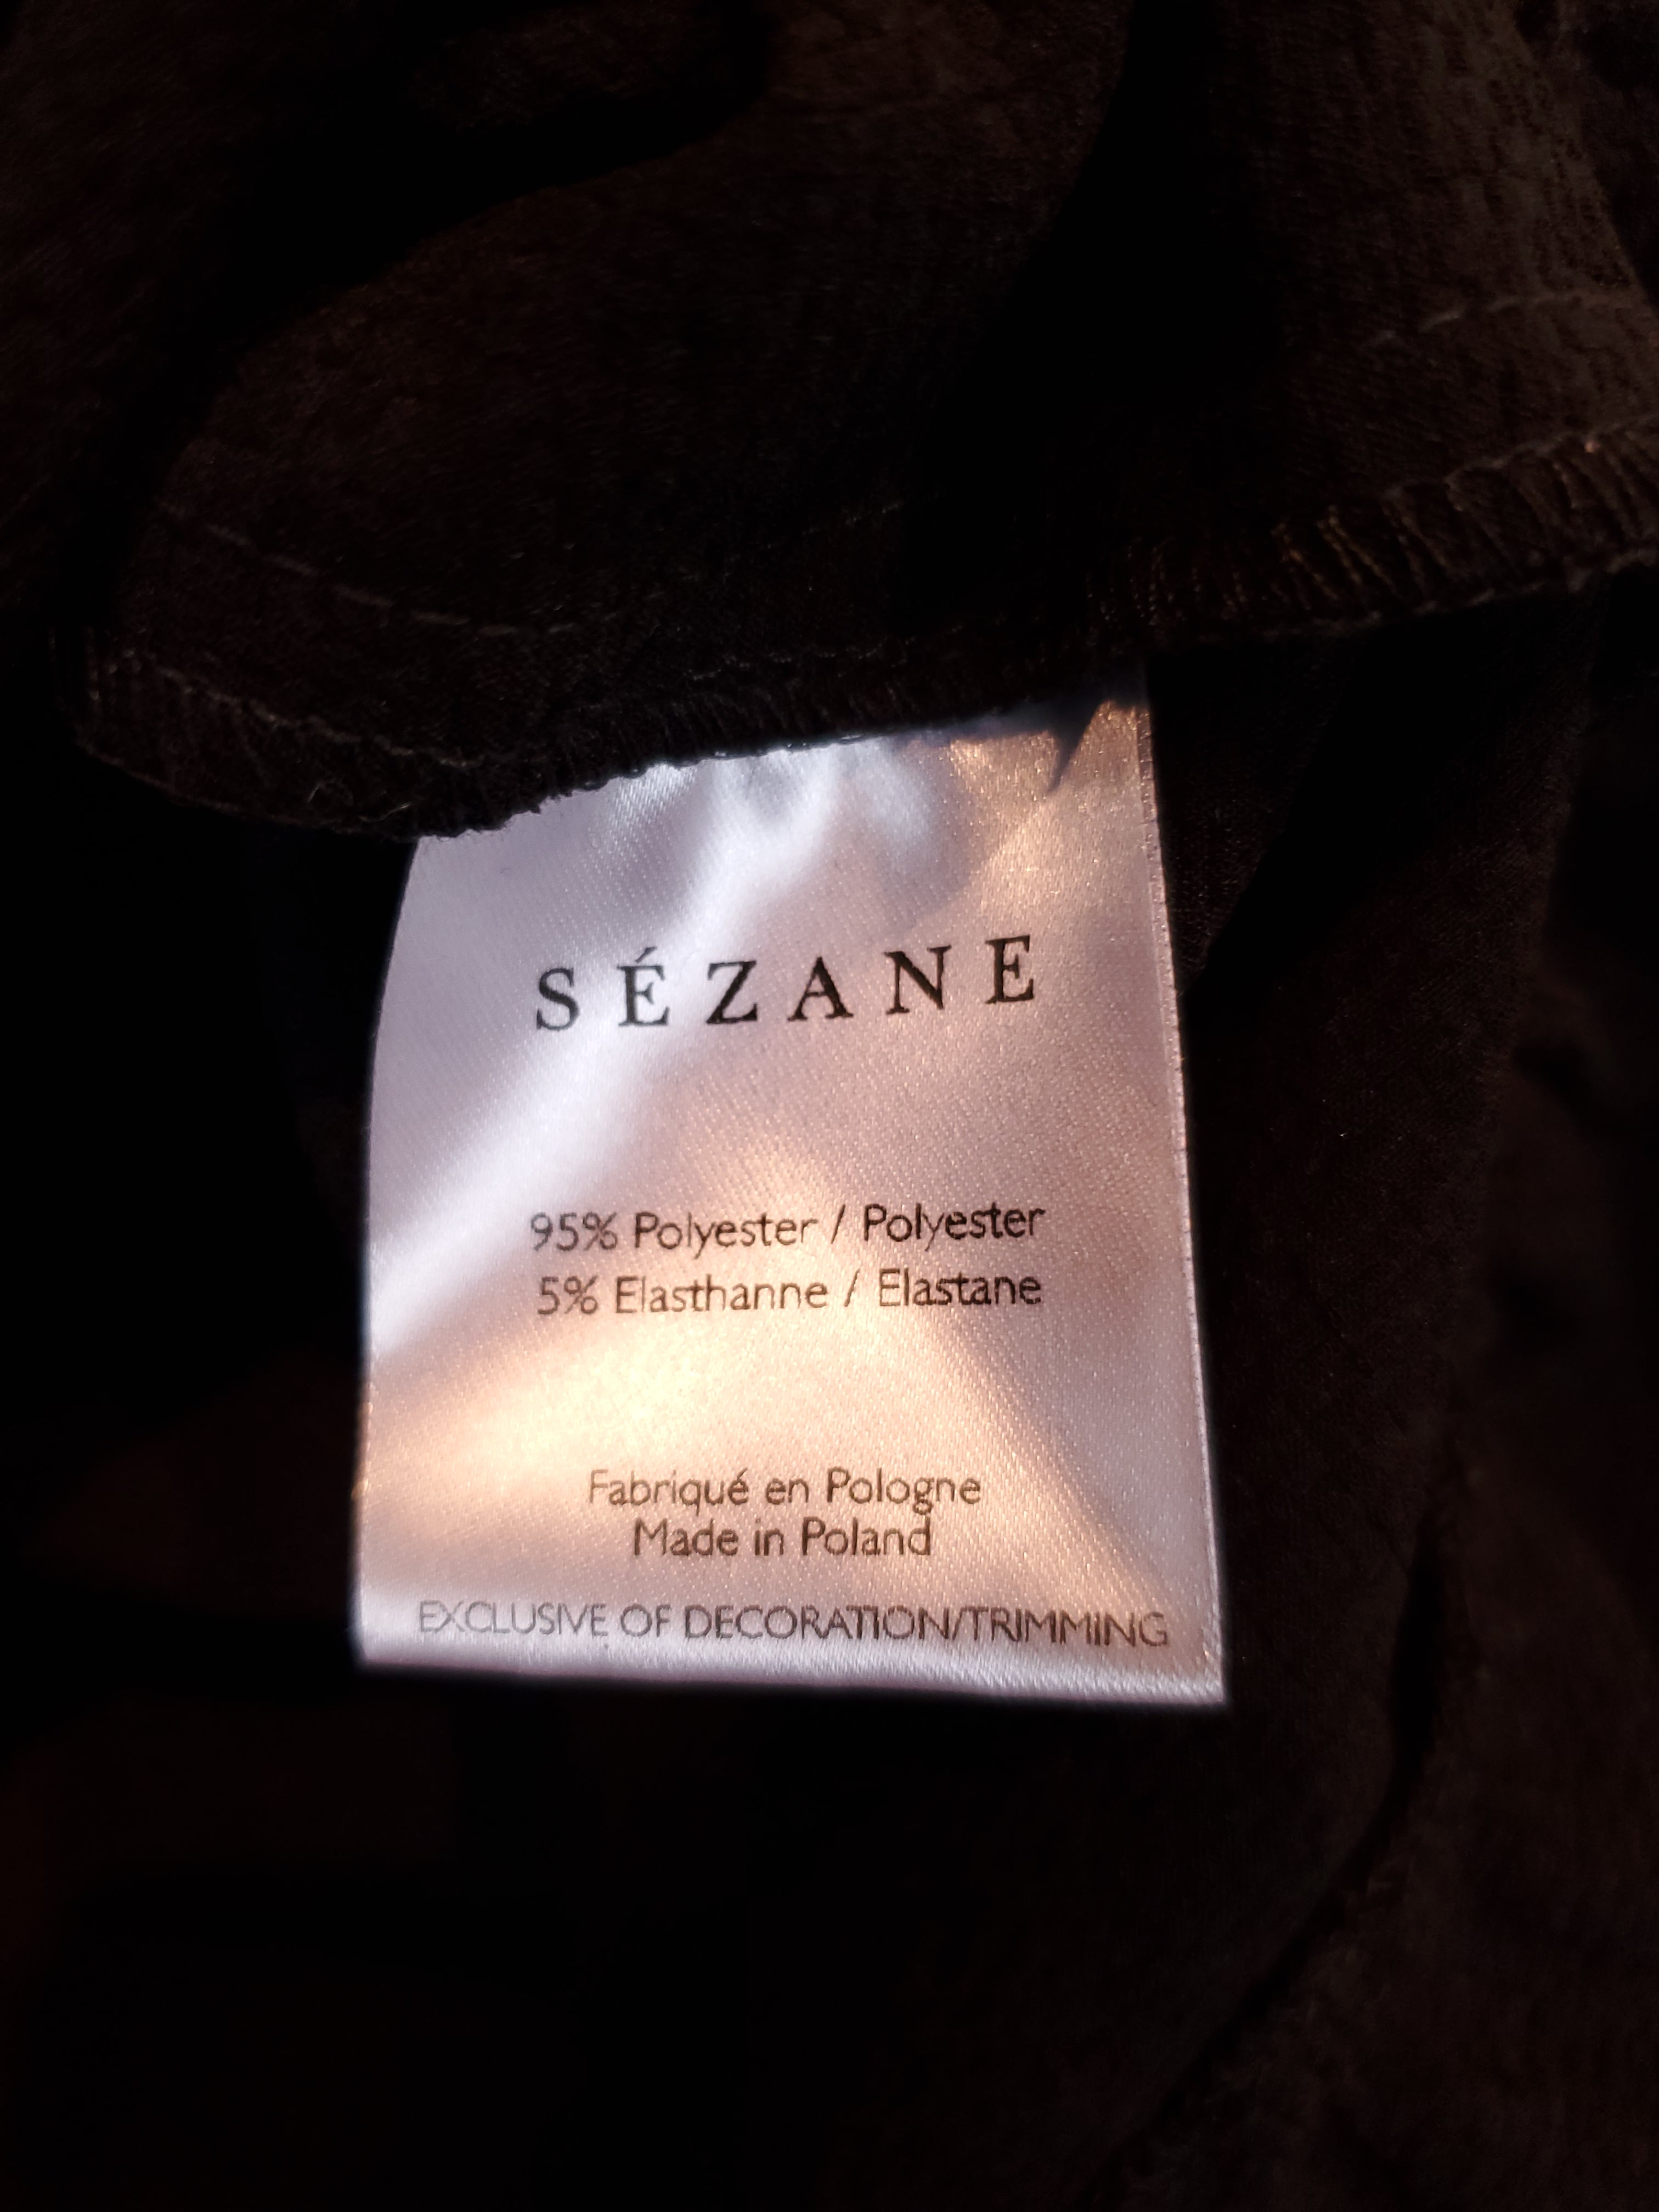 SÉZANE
95% Polyester / Polyester
5% Elasthanne / Elastane
Fabriqué en Pologne
Made in Poland
EXCLUSIVE OF DECORATION/TRIMMING